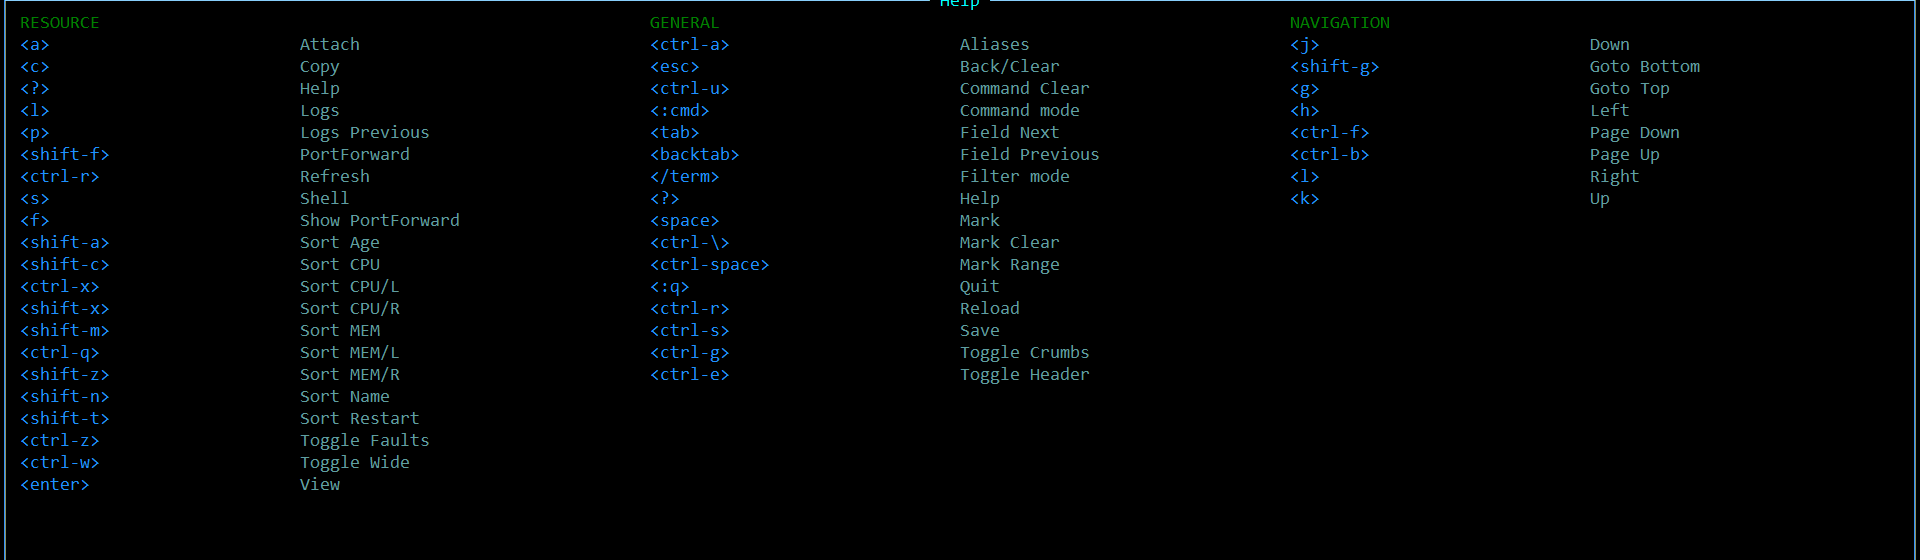 Help
RESOURCE GENERAL NAVIGATION
<a> Attach <ctrl-a> Aliases <j> Down
<c> Copy <esc> Back/Clear <shift-g> Goto Bottom
<?> Help <ctrl-u> Command Clear <g> Goto Top
<l> Logs <:cmd> Command mode <h> Left
<p> Logs Previous <tab> Field Next <ctrl-f> Page Down
<shift-f> PortForward <backtab> Field Previous <ctrl-b> Page Up
<ctrl-r> Refresh </term> Filter mode <l> Right
<s> Shell <?> Help <k> Up
<f> Show PortForward <space> Mark
<shift-a> Sort Age <ctrl-\> Mark Clear
<shift-c> Sort CPU <ctrl-space> Mark Range
<ctrl-x> Sort CPU/L <:q> Quit
<shift-x> Sort CPU/R <ctrl-r> Reload
<shift-m> Sort MEM <ctrl-s> Save
<ctrl-q> Sort MEM/L <ctrl-g> Toggle Crumbs
<shift-z> Sort MEM/R <ctrl-e> Toggle Header
<shift-n> Sort Name
<shift-t> Sort Restart
<ctrl-z> Toggle Faults
<ctrl-w> Toggle Wide
<enter> View